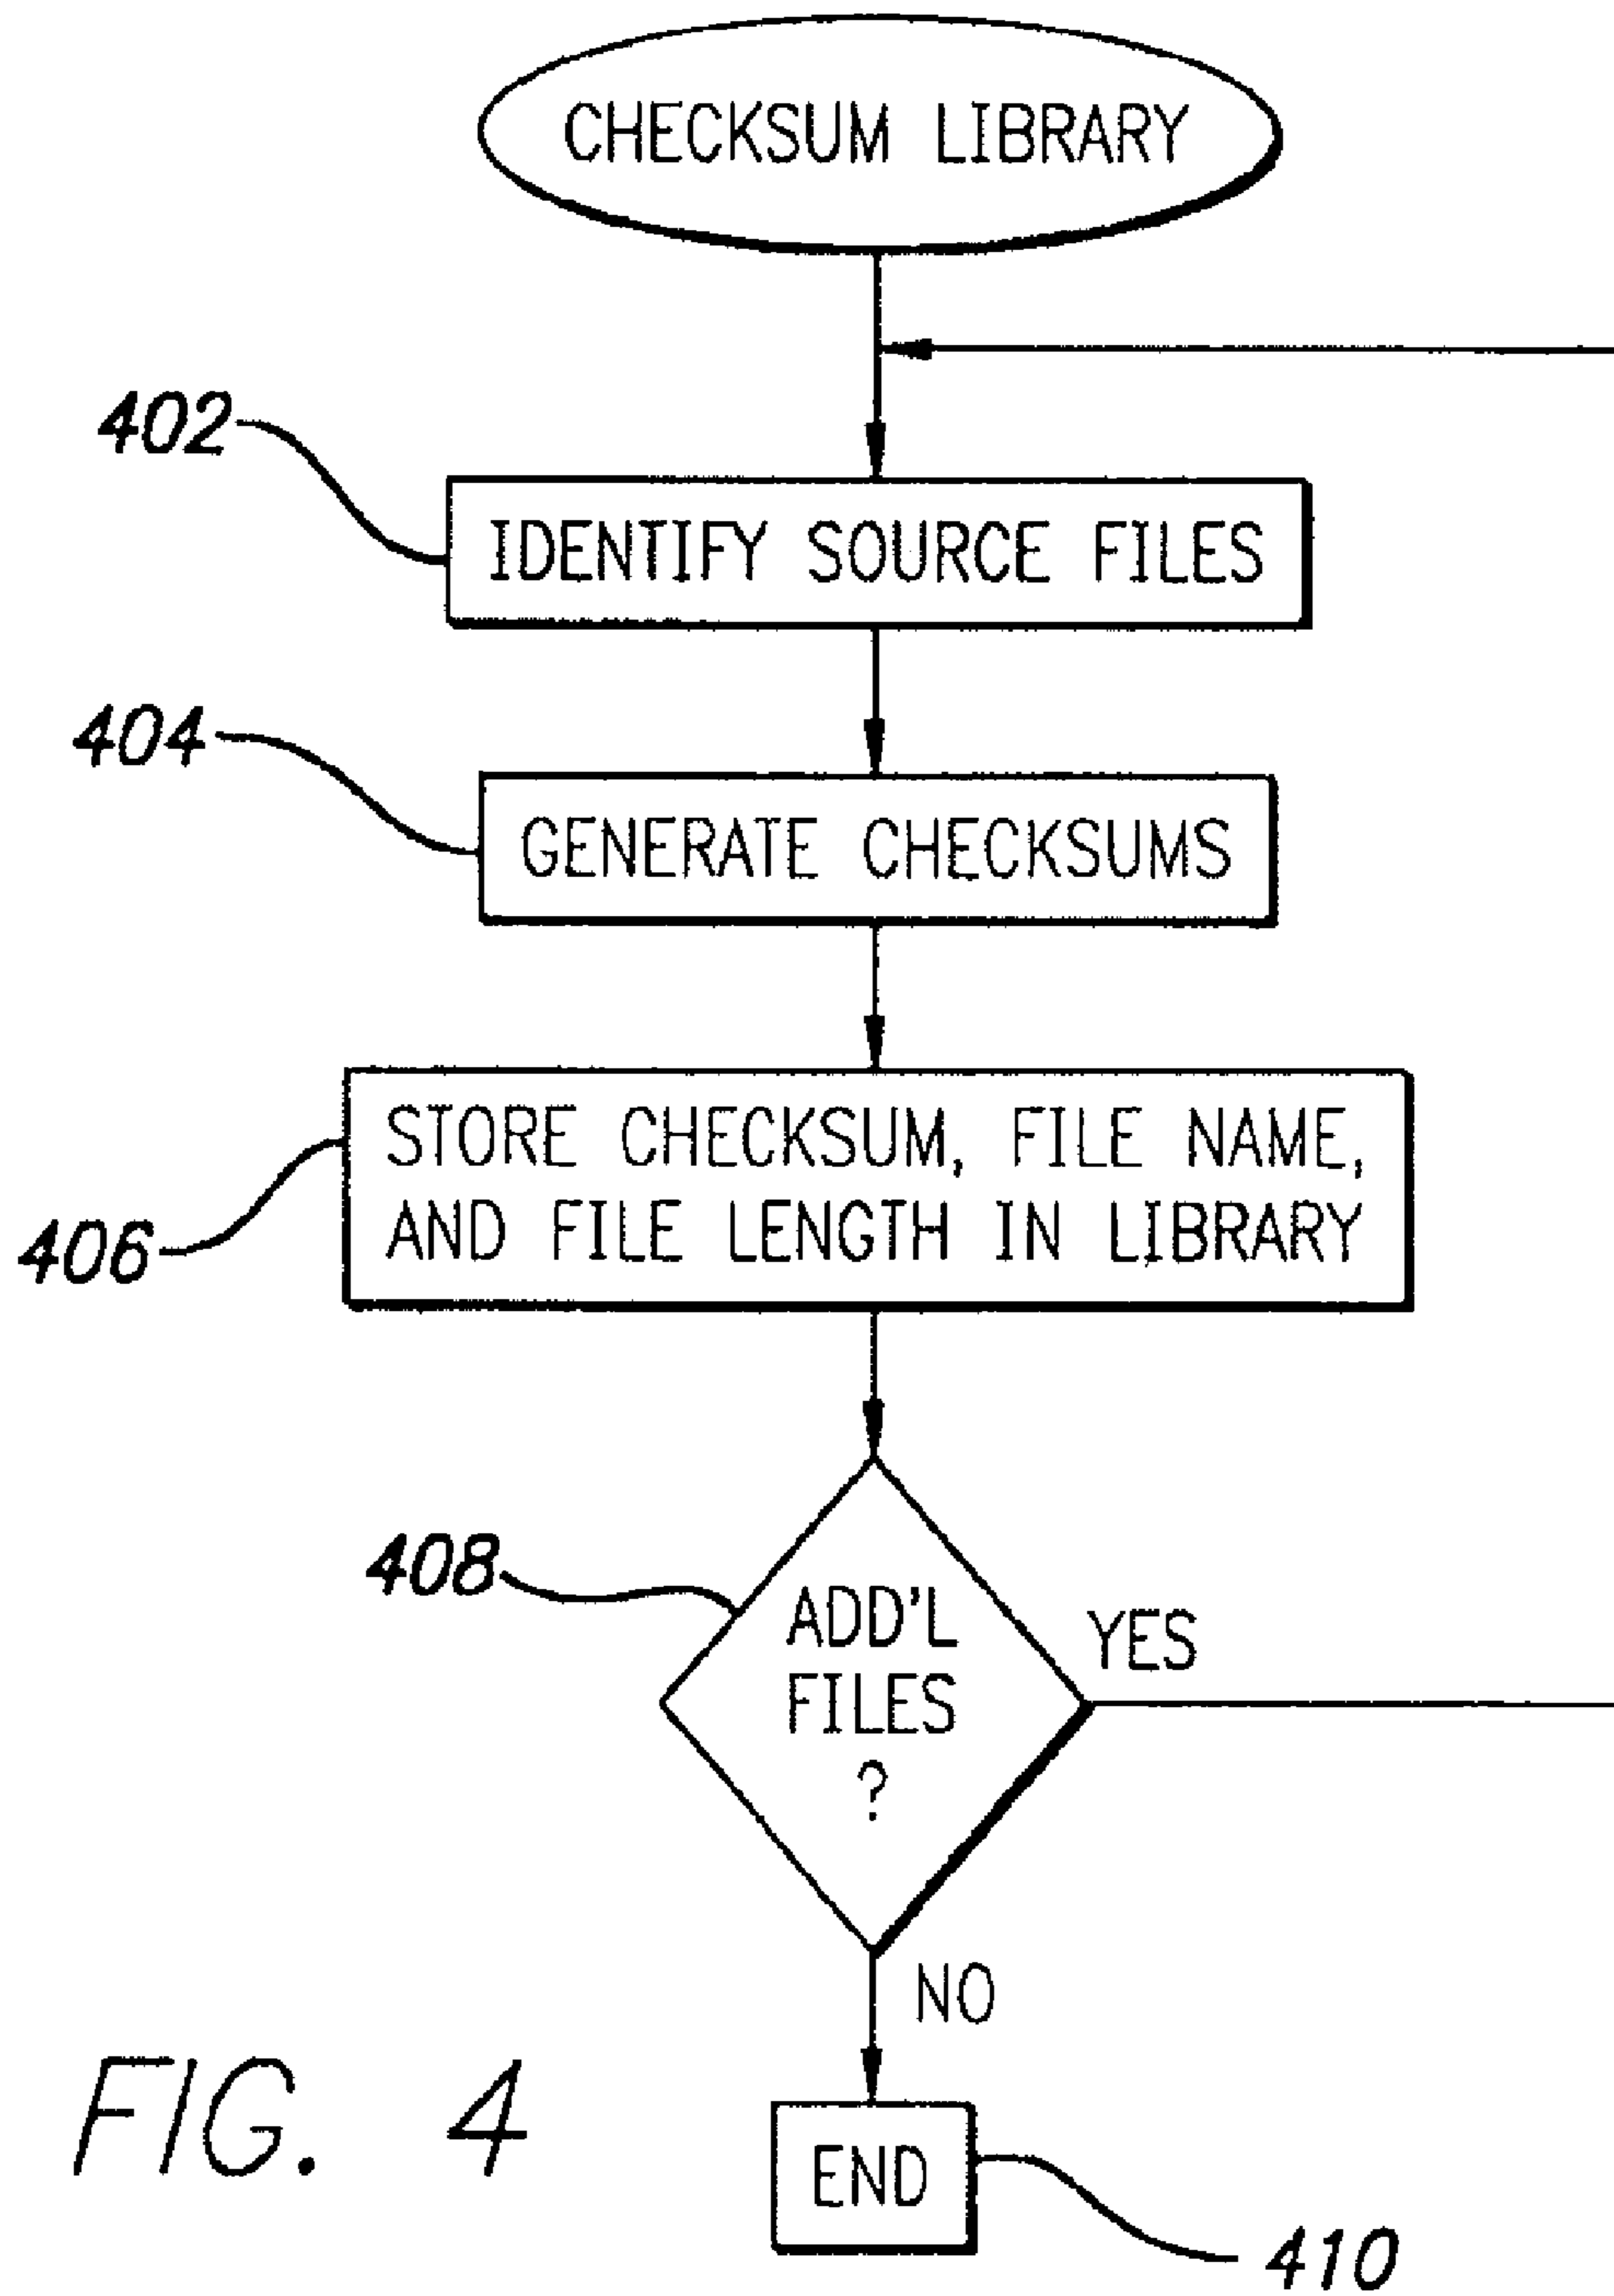 CHECKSUM LIBRARY
402
IDENTIFY SOURCE FILES
404
GENERATE CHECKSUMS
406
STORE CHECKSUM, FILE NAME,
AND FILE LENGTH IN LIBRARY
408
ADD'L
FILES
?
YES
NO
END
410
FIG. 4